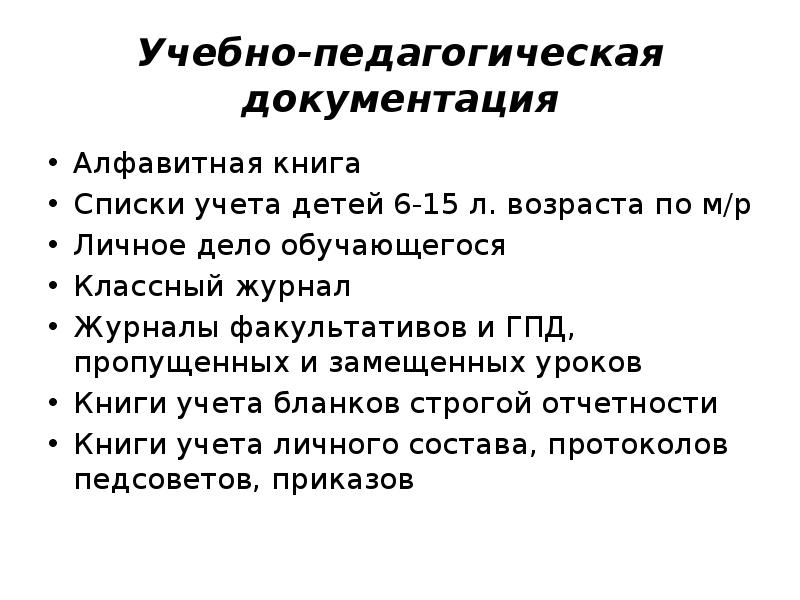 Учебно-педагогическая
документация
• Алфавитная книга
• Списки учета детей 6-15 л. возраста по м/р
• Личное дело обучающегося
• Классный журнал
• Журналы факультативов и ГПД,
пропущенных и замещенных уроков
• Книги учета бланков строгой отчетности
• Книги учета личного состава, протоколов
педсоветов, приказов